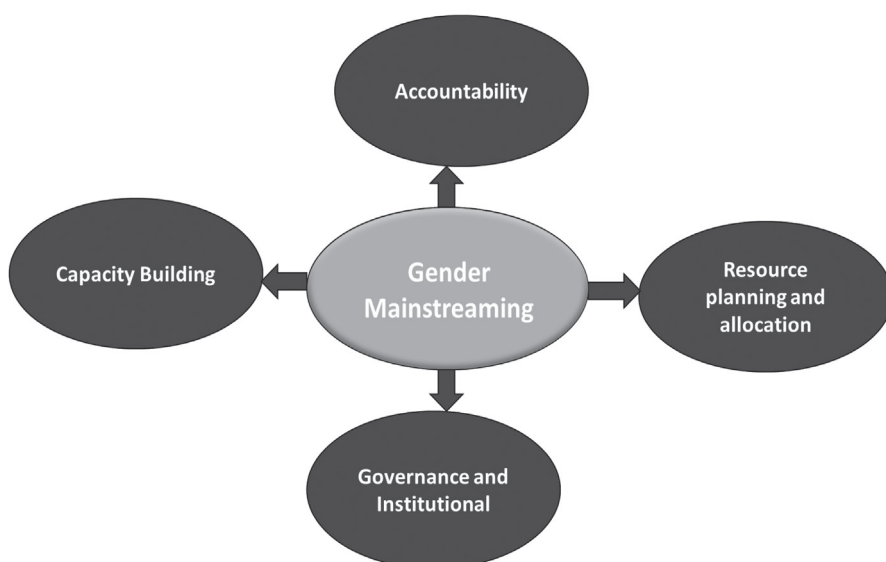 Accountability
Capacity Building
Gender
Mainstreaming
Resource
planning and
allocation
Governance and
Institutional